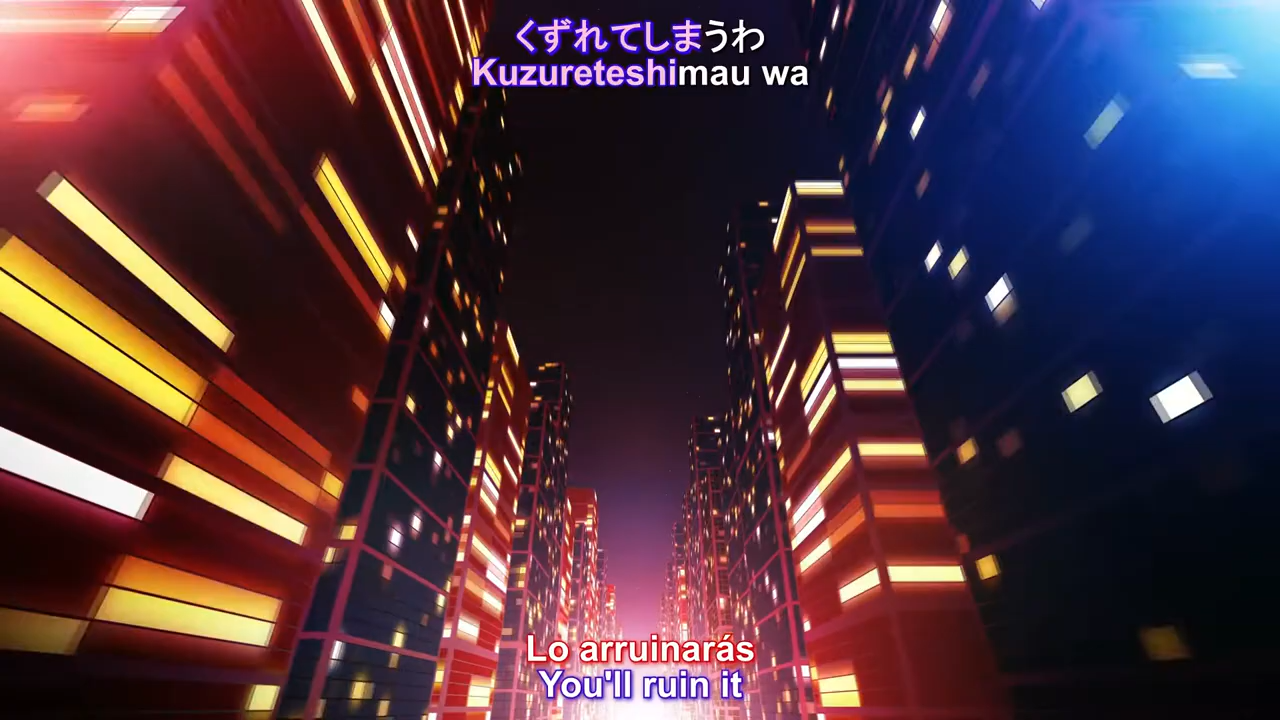 くずれてしまうわ
Kuzureteshimau wa
Lo arruinarás
You'll ruin it